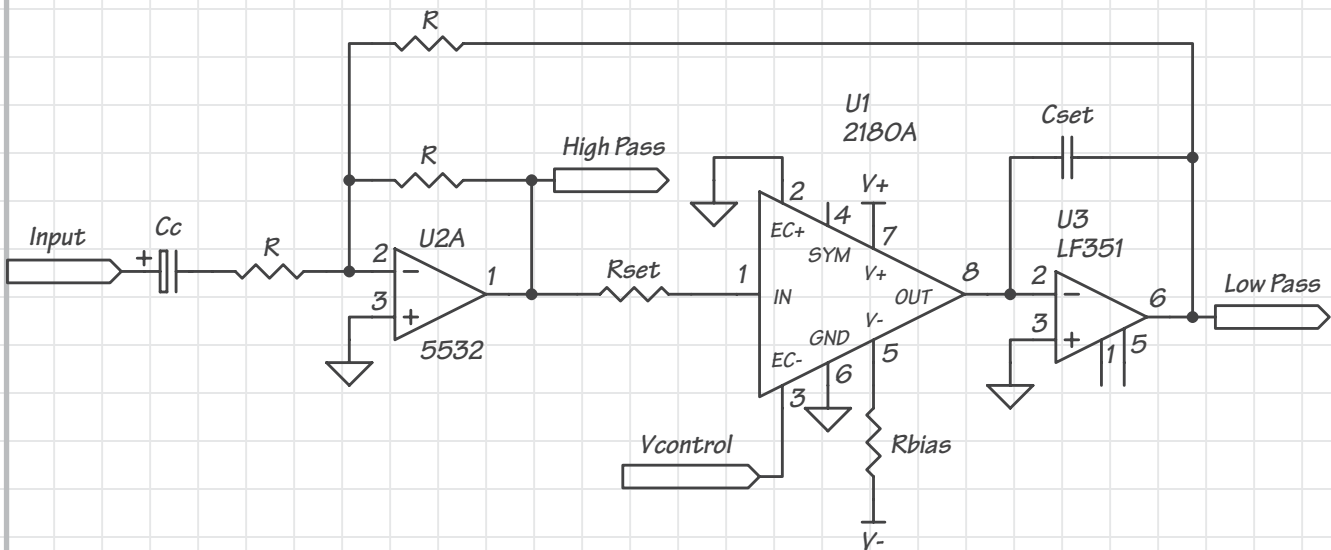 R
U1
2180A
Cset
R
High Pass
V+
2
4
7
EC+
SYM
V+
U3
LF351
Input
+
Cc
R
2
−
U2A
1
3
+
5532
Rset
1
IN
OUT
8
2
−
6
Low Pass
3
+
1
5
V-
GND
5
EC-
6
3
Vcontrol
Rbias
V-